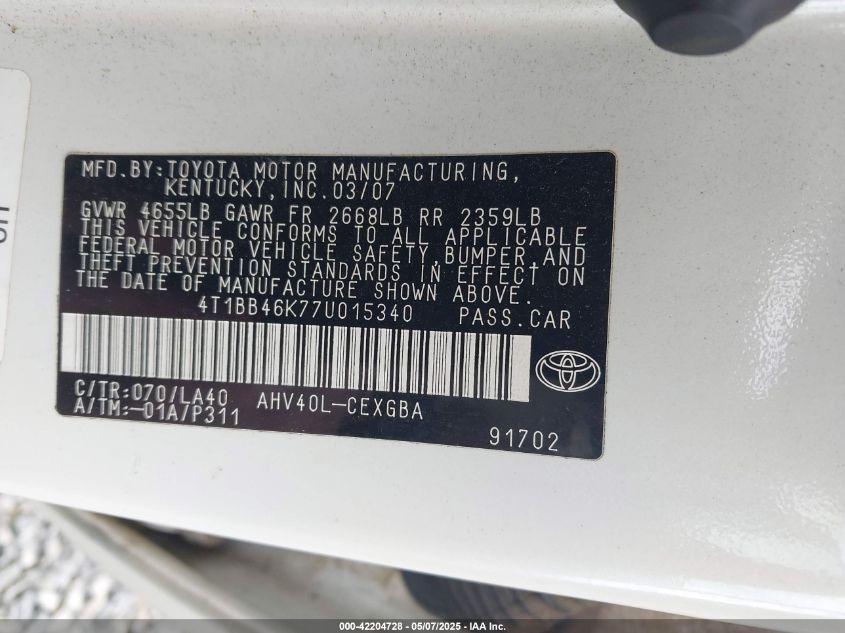 MFD.BY:TOYOTA MOTOR MANUFACTURING,
KENTUCKY,INC.03/07
GVWR 4655LB GAWR FR 2668LB RR 2359LB
THIS VEHICLE CONFORMS TO ALL APPLICABLE
FEDERAL MOTOR VEHICLE SAFETY,BUMPER,AND
THEFT PREVENTION STANDARDS IN EFFECT ON
THE DATE OF MANUFACTURE SHOWN ABOVE.
4T1BB46K77U015340 PASS.CAR
C/TR:070/LA40 AHV40L-CEXGBA
A/TM:-01A/P311
91702
000-42204728 - 05/07/2025 - IAA Inc.